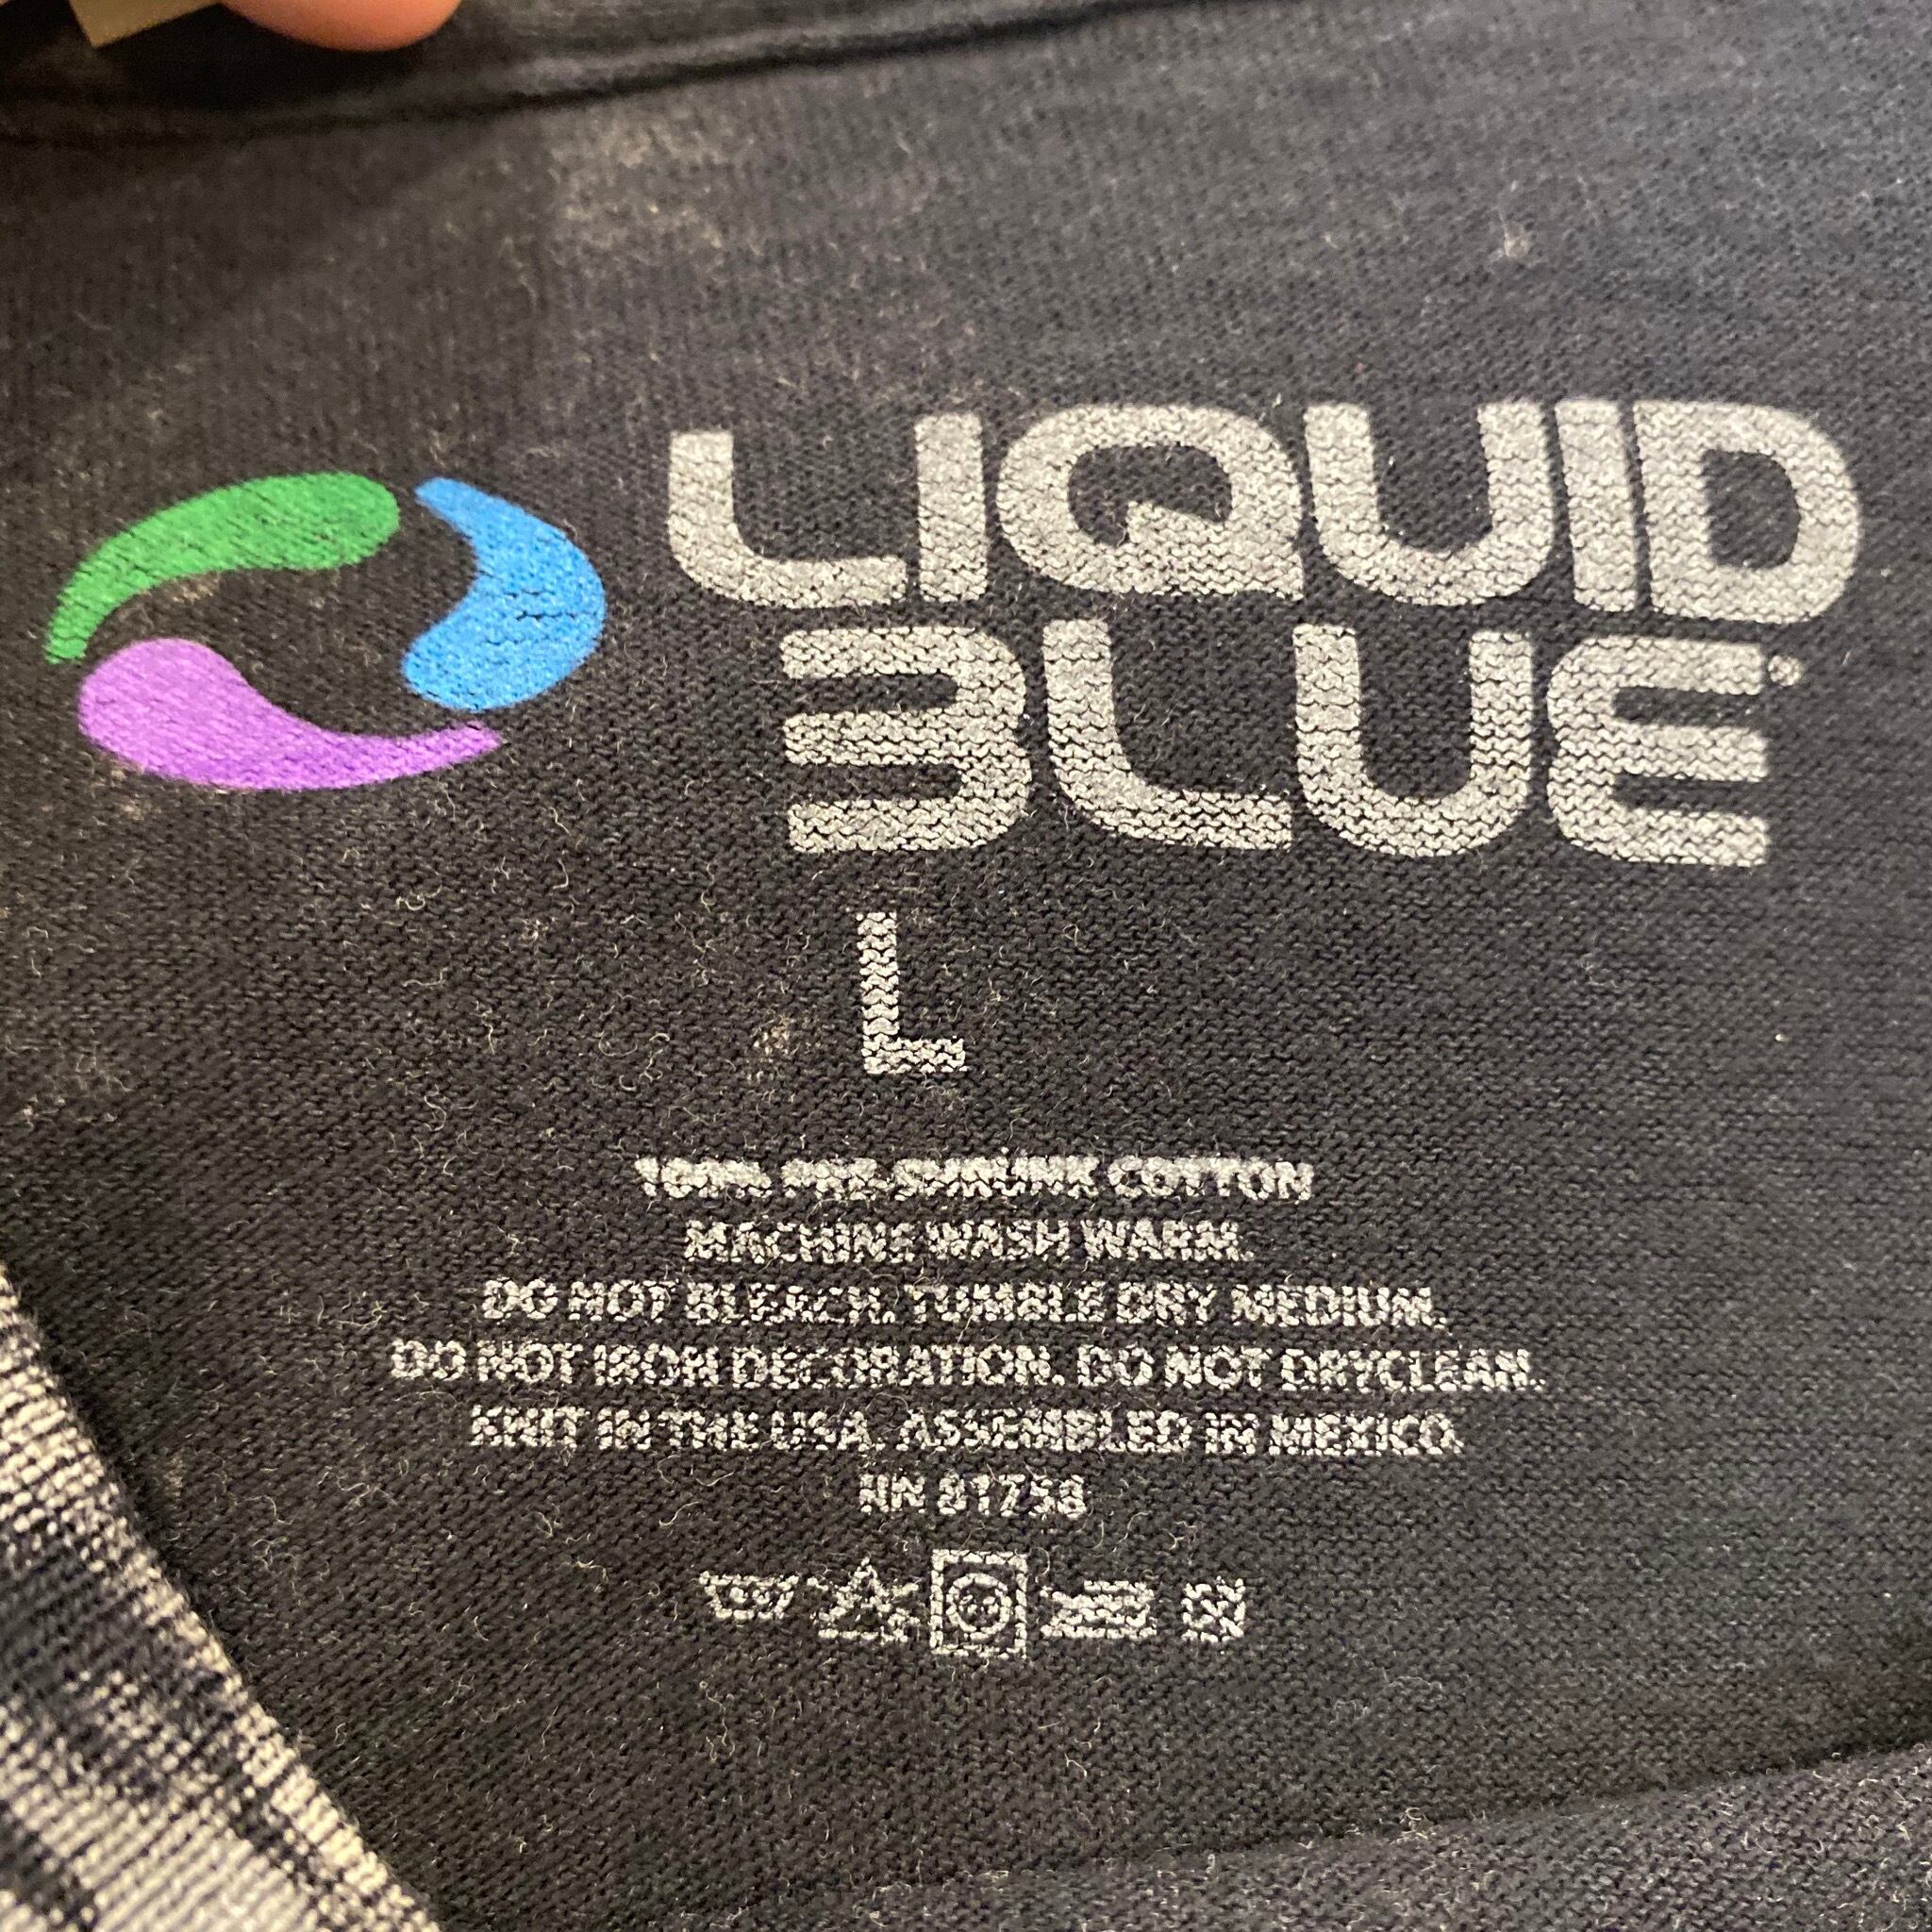 LIQUID
BLUE®
L
100% PRE-SHRUNK COTTON
MACHINE WASH WARM.
DO NOT BLEACH. TUMBLE DRY MEDIUM.
DO NOT IRON DECORATION. DO NOT DRYCLEAN.
KNIT IN THE USA. ASSEMBLED IN MEXICO.
RN 81758